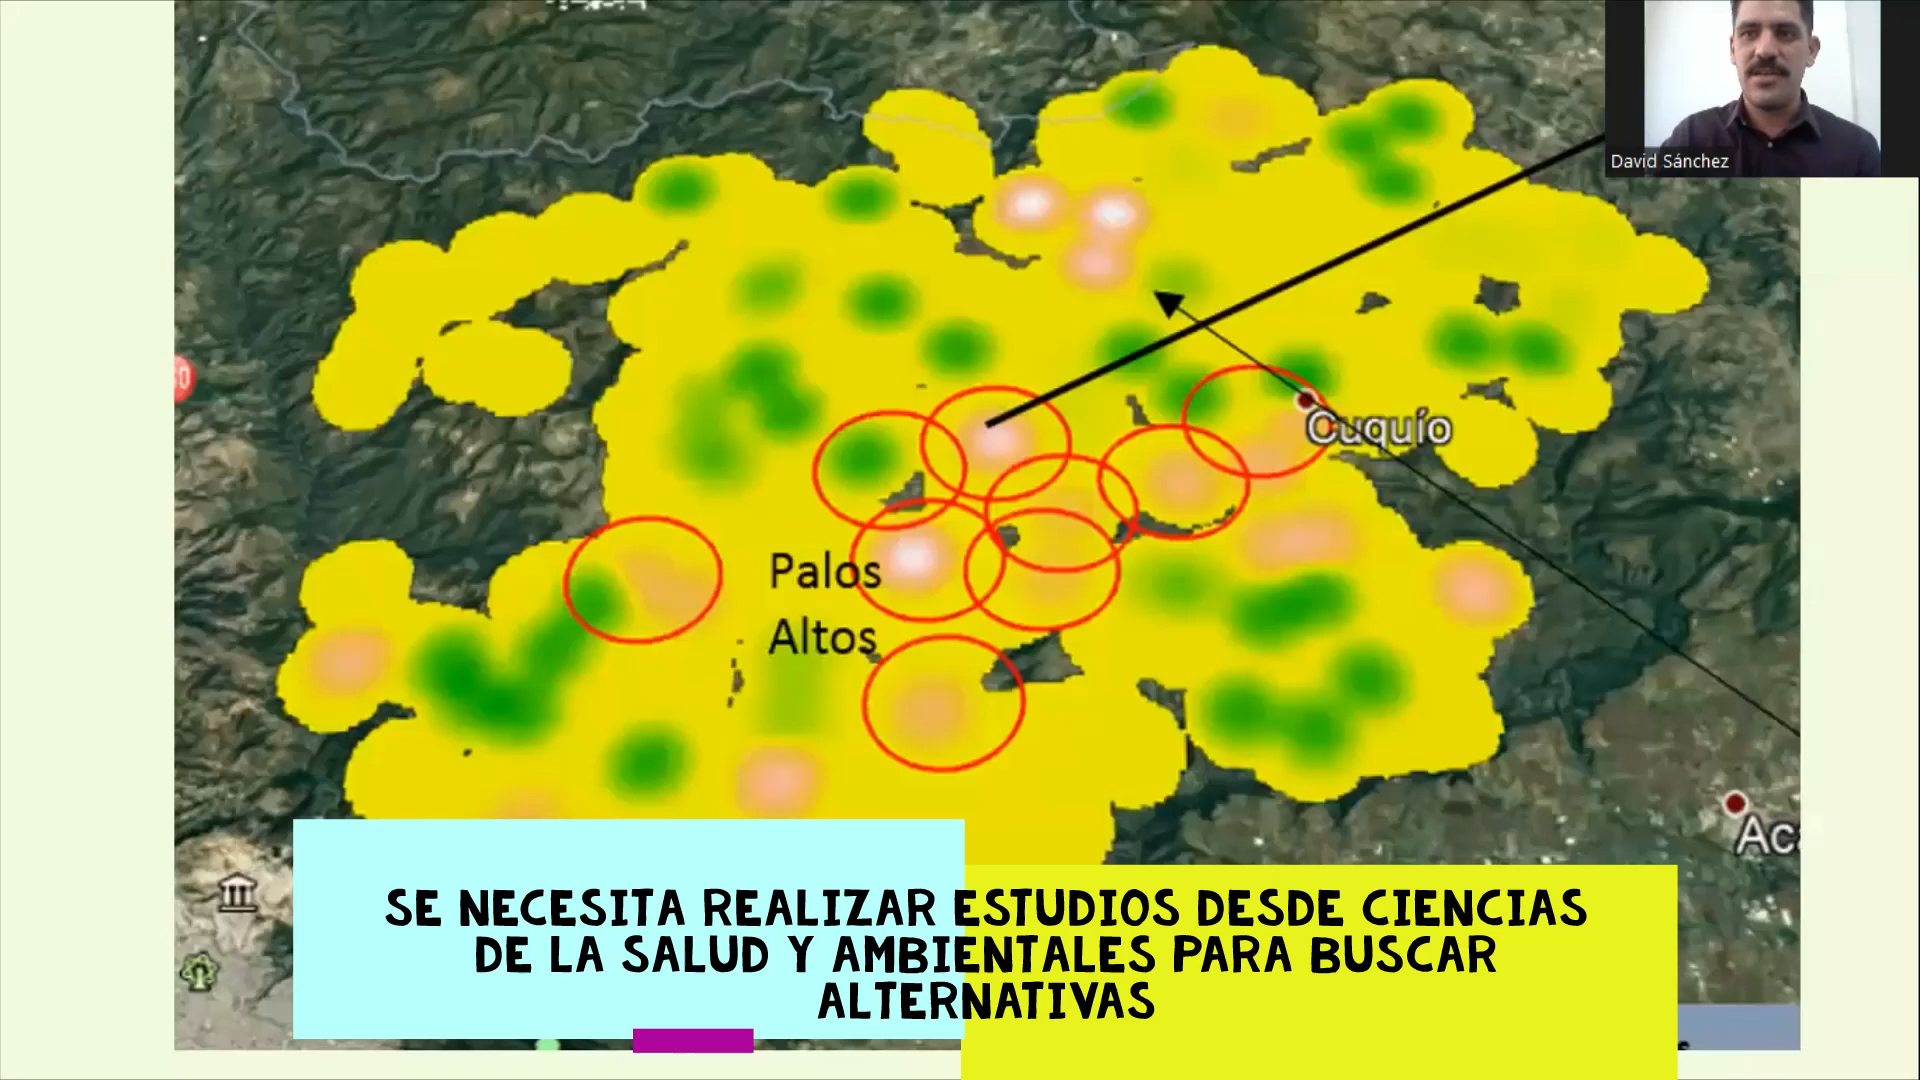 David Sánchez
Cuquío
Palos
Altos
SE NECESITA REALIZAR ESTUDIOS DESDE CIENCIAS
DE LA SALUD Y AMBIENTALES PARA BUSCAR
ALTERNATIVAS